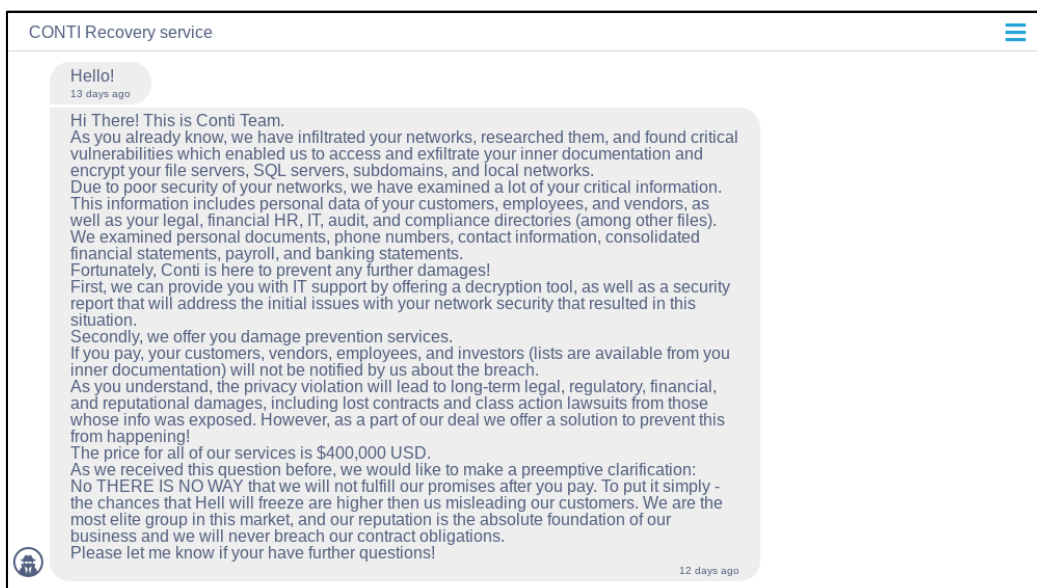 CONTI Recovery service
Hello!
13 days ago
Hi There! This is Conti Team.
As you already know, we have infiltrated your networks, researched them, and found critical
vulnerabilities which enabled us to access and exfiltrate your inner documentation and
encrypt your file servers, SQL servers, subdomains, and local networks.
Due to poor security of your networks, we have examined a lot of your critical information.
This information includes personal data of your customers, employees, and vendors, as
well as your legal, financial HR, IT, audit, and compliance directories (among other files).
We examined personal documents, phone numbers, contact information, consolidated
financial statements, payroll, and banking statements.
Fortunately, Conti is here to prevent any further damages!
First, we can provide you with IT support by offering a decryption tool, as well as a security
report that will address the initial issues with your network security that resulted in this
situation.
Secondly, we offer you damage prevention services.
If you pay, your customers, vendors, employees, and investors (lists are available from you
inner documentation) will not be notified by us about the breach.
As you understand, the privacy violation will lead to long-term legal, regulatory, financial,
and reputational damages, including lost contracts and class action lawsuits from those
whose info was exposed. However, as a part of our deal we offer a solution to prevent this
from happening!
The price for all of our services is $400,000 USD.
As we received this question before, we would like to make a preemptive clarification:
No THERE IS NO WAY that we will not fulfill our promises after you pay. To put it simply -
the chances that Hell will freeze are higher then us misleading our customers. We are the
most elite group in this market, and our reputation is the absolute foundation of our
business and we will never breach our contract obligations.
Please let me know if your have further questions!
12 days ago